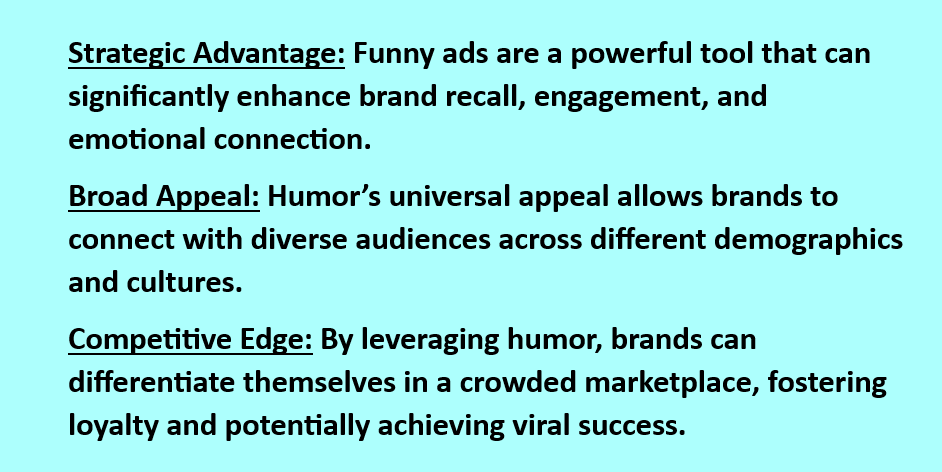 Strategic Advantage: Funny ads are a powerful tool that can
significantly enhance brand recall, engagement, and
emotional connection.
Broad Appeal: Humor’s universal appeal allows brands to
connect with diverse audiences across different demographics
and cultures.
Competitive Edge: By leveraging humor, brands can
differentiate themselves in a crowded marketplace, fostering
loyalty and potentially achieving viral success.